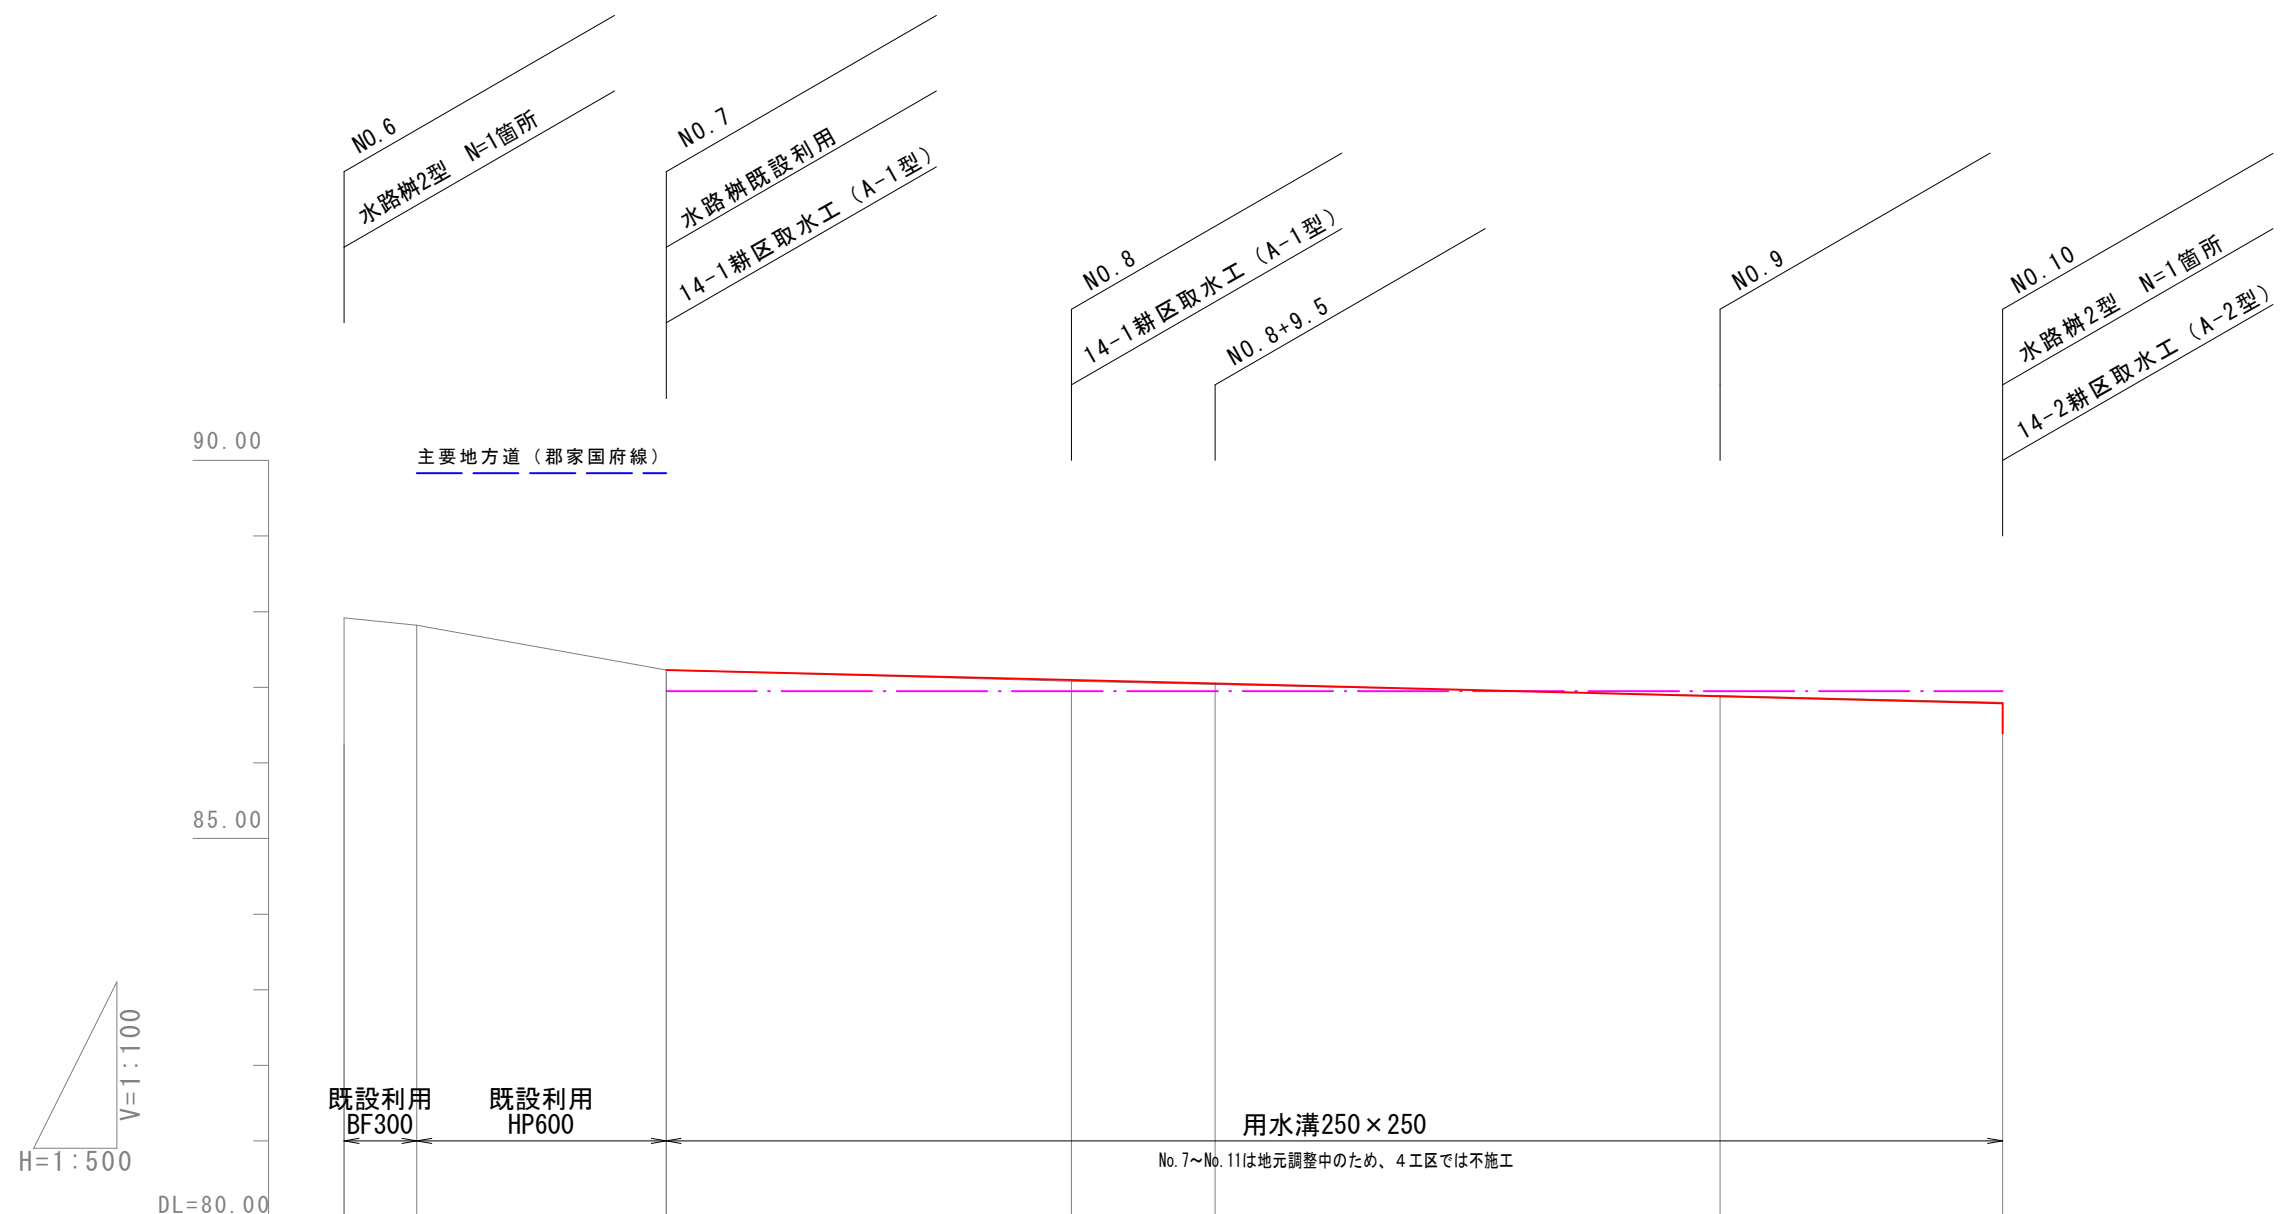 NO.6
水路桝2型　N=1箇所
NO.7
水路桝既設利用
14-1耕区取水工（A-1型）
NO.8
14-1耕区取水工（A-1型）
NO.8+9.5
NO.9
NO.10
水路桝2型　N=1箇所
14-2耕区取水工（A-2型）
90.00
主要地方道（郡家国府線）
85.00
V=1:100
H=1:500
既設利用
BF300
既設利用
HP600
用水溝250×250
No.7～No.11は地元調整中のため、４工区では不施工
DL=80.00